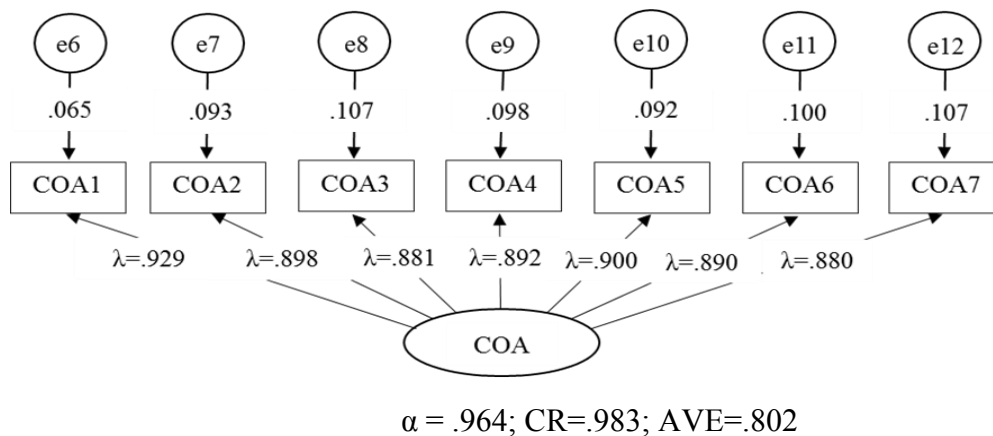 e6 e7 e8 e9 e10 e11 e12
.065 .093 .107 .098 .092 .100 .107
COA1 COA2 COA3 COA4 COA5 COA6 COA7
λ=.929 λ=.898 λ=.881 λ=.892 λ=.900 λ=.890 λ=.880
COA
α = .964; CR=.983; AVE=.802